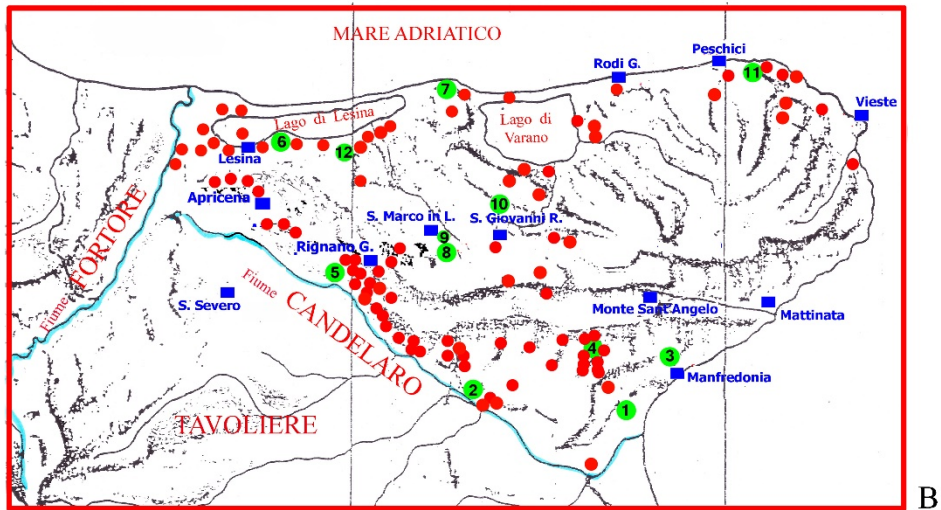 MARE ADRIATICO
Peschici
Rodi G.
11
7
Vieste
Lago di Lesina
Lago di
Varano
6
Lesina
12
Apricena
10
S. Marco in L.
S. Giovanni R.
9
8
Rignano G.
5
Fiume FORTORE
S. Severo
Fiume CANDELARO
Monte Sant'Angelo
Mattinata
4
3
Manfredonia
2
1
TAVOLIERE
B